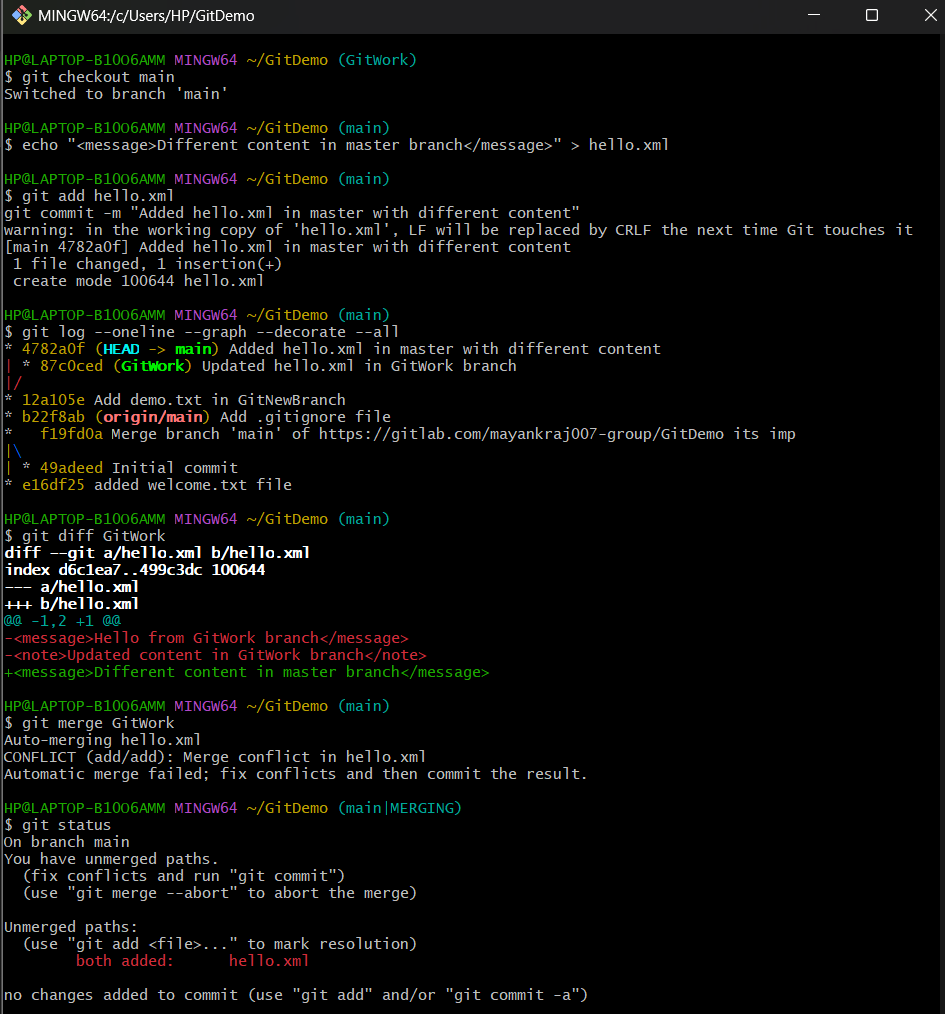 MINGW64:/c/Users/HP/GitDemo
HP@LAPTOP-B1OO6AMM MINGW64 ~/GitDemo (GitWork)
$ git checkout main
Switched to branch 'main'
HP@LAPTOP-B1OO6AMM MINGW64 ~/GitDemo (main)
$ echo "<message>Different content in master branch</message>" > hello.xml
HP@LAPTOP-B1OO6AMM MINGW64 ~/GitDemo (main)
$ git add hello.xml
git commit -m "Added hello.xml in master with different content"
warning: in the working copy of 'hello.xml', LF will be replaced by CRLF the next time Git touches it
[main 4782a0f] Added hello.xml in master with different content
 1 file changed, 1 insertion(+)
 create mode 100644 hello.xml
HP@LAPTOP-B1OO6AMM MINGW64 ~/GitDemo (main)
$ git log --oneline --graph --decorate --all
* 4782a0f (HEAD -> main) Added hello.xml in master with different content
| * 87c0ced (GitWork) Updated hello.xml in GitWork branch
|/
* 12a105e Add demo.txt in GitNewBranch
* b22f8ab (origin/main) Add .gitignore file
*   f19fd0a Merge branch 'main' of https://gitlab.com/mayankraj007-group/GitDemo its imp
|\
| * 49adeed Initial commit
* e16df25 added welcome.txt file
HP@LAPTOP-B1OO6AMM MINGW64 ~/GitDemo (main)
$ git diff GitWork
diff --git a/hello.xml b/hello.xml
index d6c1ea7..499c3dc 100644
--- a/hello.xml
+++ b/hello.xml
@@ -1,2 +1 @@
-<message>Hello from GitWork branch</message>
-<note>Updated content in GitWork branch</note>
+<message>Different content in master branch</message>
HP@LAPTOP-B1OO6AMM MINGW64 ~/GitDemo (main)
$ git merge GitWork
Auto-merging hello.xml
CONFLICT (add/add): Merge conflict in hello.xml
Automatic merge failed; fix conflicts and then commit the result.
HP@LAPTOP-B1OO6AMM MINGW64 ~/GitDemo (main|MERGING)
$ git status
On branch main
You have unmerged paths.
  (fix conflicts and run "git commit")
  (use "git merge --abort" to abort the merge)
Unmerged paths:
  (use "git add <file>..." to mark resolution)
        both added:      hello.xml
no changes added to commit (use "git add" and/or "git commit -a")